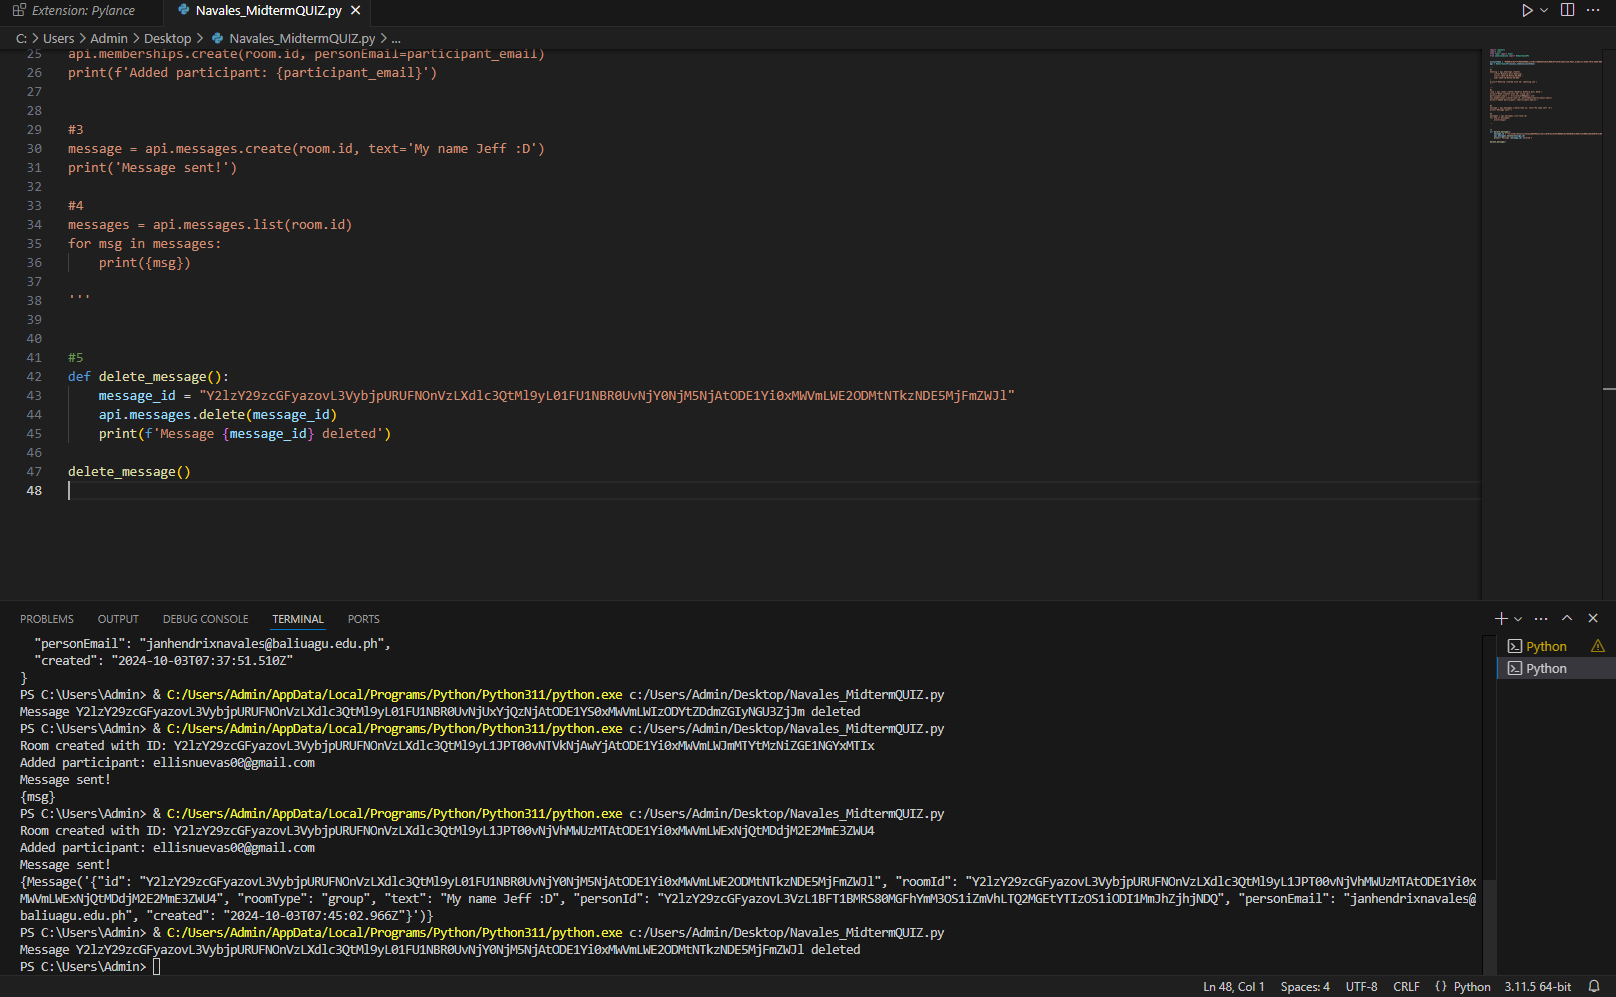 Extension: Pylance
Navales_MidtermQUIZ.py
C: > Users > Admin > Desktop > Navales_MidtermQUIZ.py > ...
25 api.memberships.create(room.id, personEmail=participant_email)
26 print(f'Added participant: {participant_email}')
27
28
29 #3
30 message = api.messages.create(room.id, text='My name Jeff :D')
31 print('Message sent!')
32
33 #4
34 messages = api.messages.list(room.id)
35 for msg in messages:
36     print({msg})
37
38 '''
39
40
41 #5
42 def delete_message():
43     message_id = "Y2lzY29zcGFyazovL3VybjpURUFNOnVzLXdlc3QtMl9yL01FU1NBR0UvNjY0NjM5NjAtODE1Yi0xMWVmLWE2ODMtNTkzNDE5MjFmZWJl"
44     api.messages.delete(message_id)
45     print(f'Message {message_id} deleted')
46
47 delete_message()
48
PROBLEMS OUTPUT DEBUG CONSOLE TERMINAL PORTS
Python
Python
"personEmail": "janhendrixnavales@baliuagu.edu.ph",
"created": "2024-10-03T07:37:51.510Z"
}
PS C:\Users\Admin> & C:/Users/Admin/AppData/Local/Programs/Python/Python311/python.exe c:/Users/Admin/Desktop/Navales_MidtermQUIZ.py
Message Y2lzY29zcGFyazovL3VybjpURUFNOnVzLXdlc3QtMl9yL01FU1NBR0UvNjUxYjQzNjAtODE1YS0xMWVmLWIzODYtZDdmZGIyNGU3ZjJm deleted
PS C:\Users\Admin> & C:/Users/Admin/AppData/Local/Programs/Python/Python311/python.exe c:/Users/Admin/Desktop/Navales_MidtermQUIZ.py
Room created with ID: Y2lzY29zcGFyazovL3VybjpURUFNOnVzLXdlc3QtMl9yL1JPT00vNTVkNjAwYjAtODE1Yi0xMWVmLWJmMTYtMzNiZGE1NGYxMTIx
Added participant: ellisnuevas00@gmail.com
Message sent!
{msg}
PS C:\Users\Admin> & C:/Users/Admin/AppData/Local/Programs/Python/Python311/python.exe c:/Users/Admin/Desktop/Navales_MidtermQUIZ.py
Room created with ID: Y2lzY29zcGFyazovL3VybjpURUFNOnVzLXdlc3QtMl9yL1JPT00vNjVhMWUzMTAtODE1Yi0xMWVmLWExNjQtMDdjM2E2MmE3ZWU4
Added participant: ellisnuevas00@gmail.com
Message sent!
{Message('{"id": "Y2lzY29zcGFyazovL3VybjpURUFNOnVzLXdlc3QtMl9yL01FU1NBR0UvNjY0NjM5NjAtODE1Yi0xMWVmLWE2ODMtNTkzNDE5MjFmZWJl", "roomId": "Y2lzY29zcGFyazovL3VybjpURUFNOnVzLXdlc3QtMl9yL1JPT00vNjVhMWUzMTAtODE1Yi0x
MWVmLWExNjQtMDdjM2E2MmE3ZWU4", "roomType": "group", "text": "My name Jeff :D", "personId": "Y2lzY29zcGFyazovL3VzL1BFT1BMRS80MGFhYmM3OS1iZmVhLTQ2MGEtYTIzOS1iODI1MmJhZjhjNDQ", "personEmail": "janhendrixnavales@
baliuagu.edu.ph", "created": "2024-10-03T07:45:02.966Z"}')}
PS C:\Users\Admin> & C:/Users/Admin/AppData/Local/Programs/Python/Python311/python.exe c:/Users/Admin/Desktop/Navales_MidtermQUIZ.py
Message Y2lzY29zcGFyazovL3VybjpURUFNOnVzLXdlc3QtMl9yL01FU1NBR0UvNjY0NjM5NjAtODE1Yi0xMWVmLWE2ODMtNTkzNDE5MjFmZWJl deleted
PS C:\Users\Admin>
Ln 48, Col 1 Spaces: 4 UTF-8 CRLF {} Python 3.11.5 64-bit